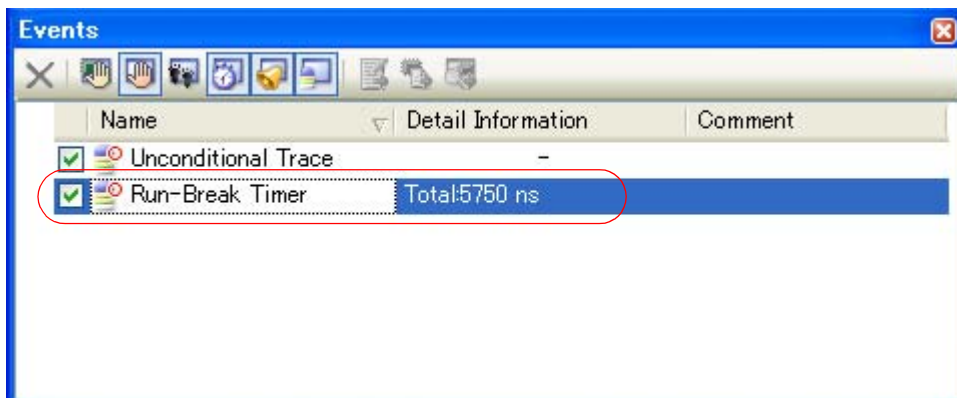 Events
Name Detail Information Comment
Unconditional Trace -
Run-Break Timer Total:5750 ns